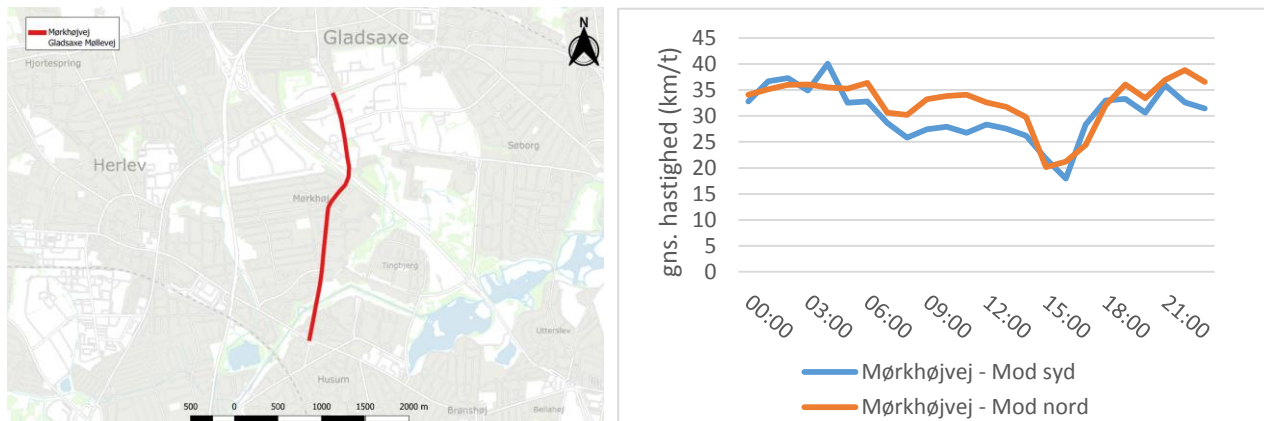 Mørkhøjvej
Gladsaxe Møllevej
Gladsaxe
N
Hjortespring
Søborg
Herlev
Mørkhøj
Tingbjerg
Utterslev
Husum
Brønshøj
Bellahøj
500 0 500 1000 1500 2000 m
gns. hastighed (km/t)
45
40
35
30
25
20
15
10
5
0
00:00 03:00 06:00 09:00 12:00 15:00 18:00 21:00
Mørkhøjvej - Mod syd
Mørkhøjvej - Mod nord